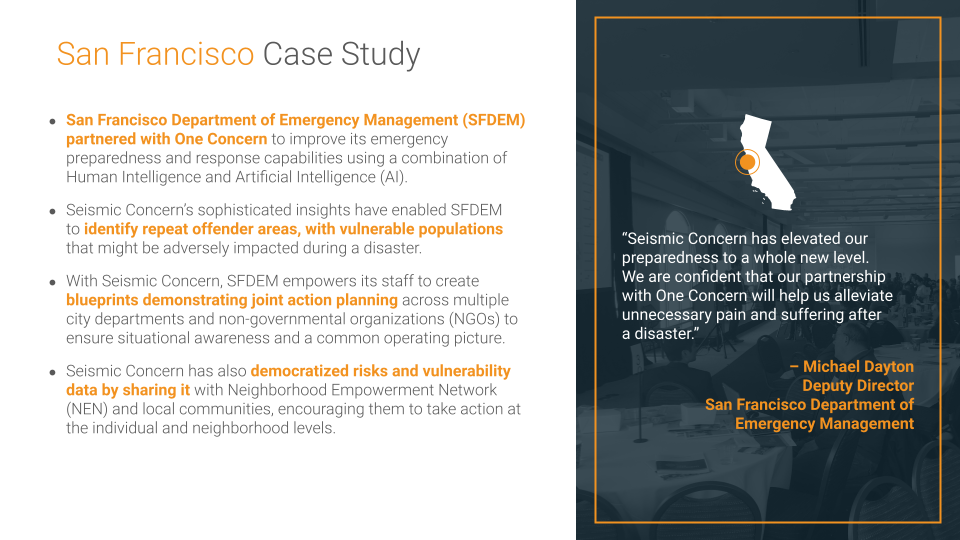 San Francisco Case Study
● San Francisco Department of Emergency Management (SFDEM)
partnered with One Concern to improve its emergency
preparedness and response capabilities using a combination of
Human Intelligence and Artificial Intelligence (AI).
● Seismic Concern’s sophisticated insights have enabled SFDEM
to identify repeat offender areas, with vulnerable populations
that might be adversely impacted during a disaster.
● With Seismic Concern, SFDEM empowers its staff to create
blueprints demonstrating joint action planning across multiple
city departments and non-governmental organizations (NGOs) to
ensure situational awareness and a common operating picture.
● Seismic Concern has also democratized risks and vulnerability
data by sharing it with Neighborhood Empowerment Network
(NEN) and local communities, encouraging them to take action at
the individual and neighborhood levels.
“Seismic Concern has elevated our
preparedness to a whole new level.
We are confident that our partnership
with One Concern will help us alleviate
unnecessary pain and suffering after
a disaster.”
– Michael Dayton
Deputy Director
San Francisco Department of
Emergency Management